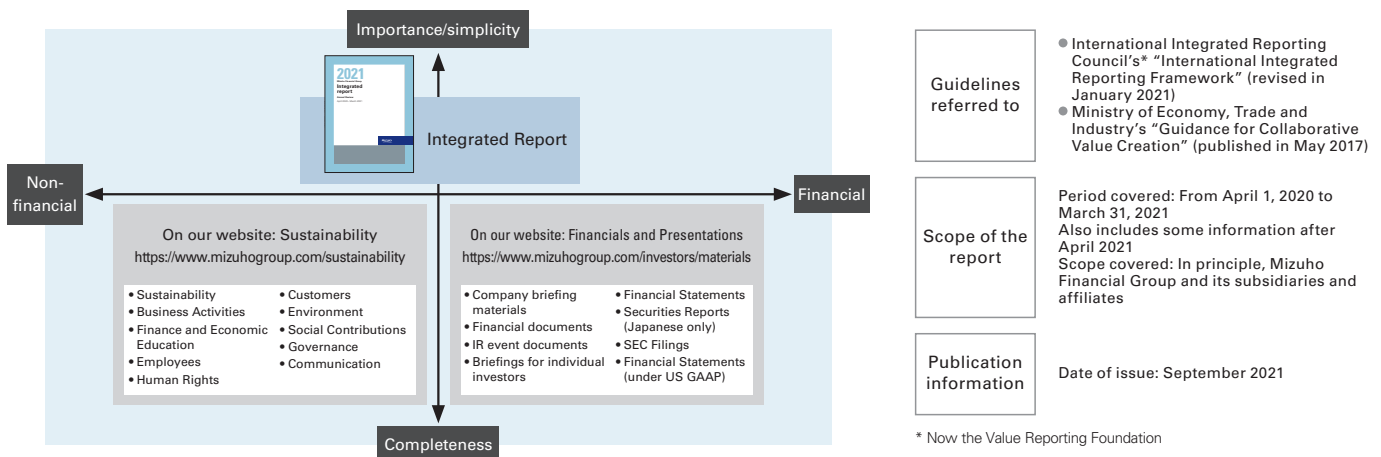 Importance/simplicity
2021
Integrated
report
Integrated Report
Non-
financial
Financial
On our website: Sustainability
https://www.mizuhogroup.com/sustainability
• Sustainability
• Business Activities
• Finance and Economic
Education
• Employees
• Human Rights
• Customers
• Environment
• Social Contributions
• Governance
• Communication
On our website: Financials and Presentations
https://www.mizuhogroup.com/investors/materials
• Company briefing
materials
• Financial documents
• IR event documents
• Briefings for individual
investors
• Financial Statements
• Securities Reports
(Japanese only)
• SEC Filings
• Financial Statements
(under US GAAP)
Completeness
Guidelines
referred to
● International Integrated Reporting
Council's* “International Integrated
Reporting Framework” (revised in
January 2021)
● Ministry of Economy, Trade and
Industry's “Guidance for Collaborative
Value Creation” (published in May 2017)
Scope of the
report
Period covered: From April 1, 2020 to
March 31, 2021
Also includes some information after
April 2021
Scope covered: In principle, Mizuho
Financial Group and its subsidiaries and
affiliates
Publication
information
Date of issue: September 2021
* Now the Value Reporting Foundation